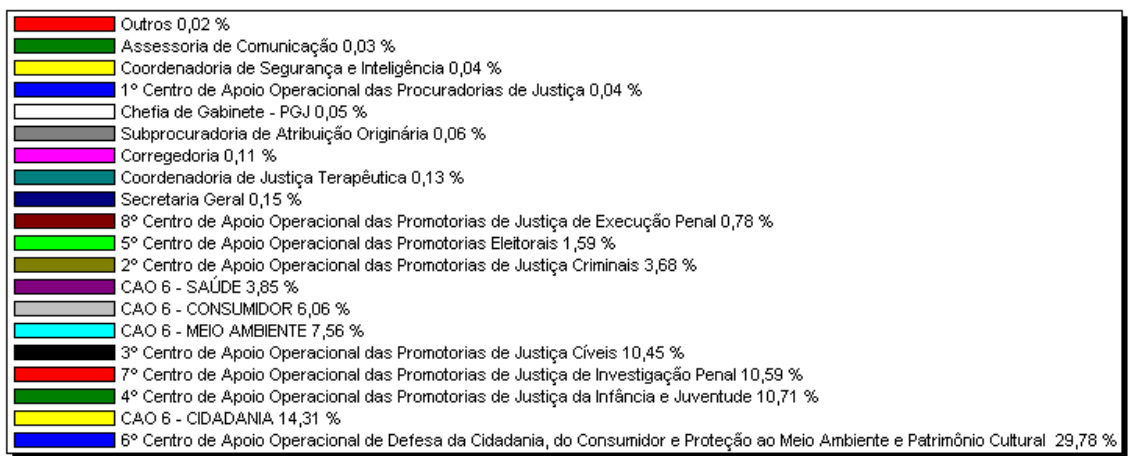 Outros 0,02 %
Assessoria de Comunicação 0,03 %
Coordenadoria de Segurança e Inteligência 0,04 %
1º Centro de Apoio Operacional das Procuradorias de Justiça 0,04 %
Chefia de Gabinete - PGJ 0,05 %
Subprocuradoria de Atribuição Originária 0,06 %
Corregedoria 0,11 %
Coordenadoria de Justiça Terapêutica 0,13 %
Secretaria Geral 0,15 %
8º Centro de Apoio Operacional das Promotorias de Justiça de Execução Penal 0,78 %
5º Centro de Apoio Operacional das Promotorias Eleitorais 1,59 %
2º Centro de Apoio Operacional das Promotorias de Justiça Criminais 3,68 %
CAO 6 - SAÚDE 3,85 %
CAO 6 - CONSUMIDOR 6,06 %
CAO 6 - MEIO AMBIENTE 7,56 %
3º Centro de Apoio Operacional das Promotorias de Justiça Cíveis 10,45 %
7º Centro de Apoio Operacional das Promotorias de Justiça de Investigação Penal 10,59 %
4º Centro de Apoio Operacional das Promotorias de Justiça da Infância e Juventude 10,71 %
CAO 6 - CIDADANIA 14,31 %
6º Centro de Apoio Operacional de Defesa da Cidadania, do Consumidor e Proteção ao Meio Ambiente e Patrimônio Cultural 29,78 %